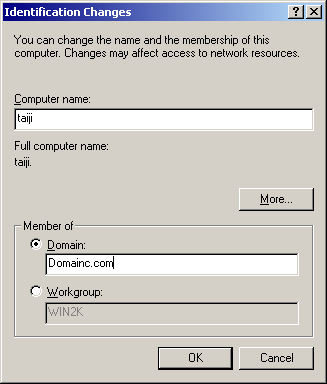 Identification Changes
You can change the name and the membership of this
computer. Changes may affect access to network resources.
Computer name:
taiji
Full computer name:
taiji.
More...
Member of
Domain:
Domainc.com
Workgroup:
WIN2K
OK
Cancel